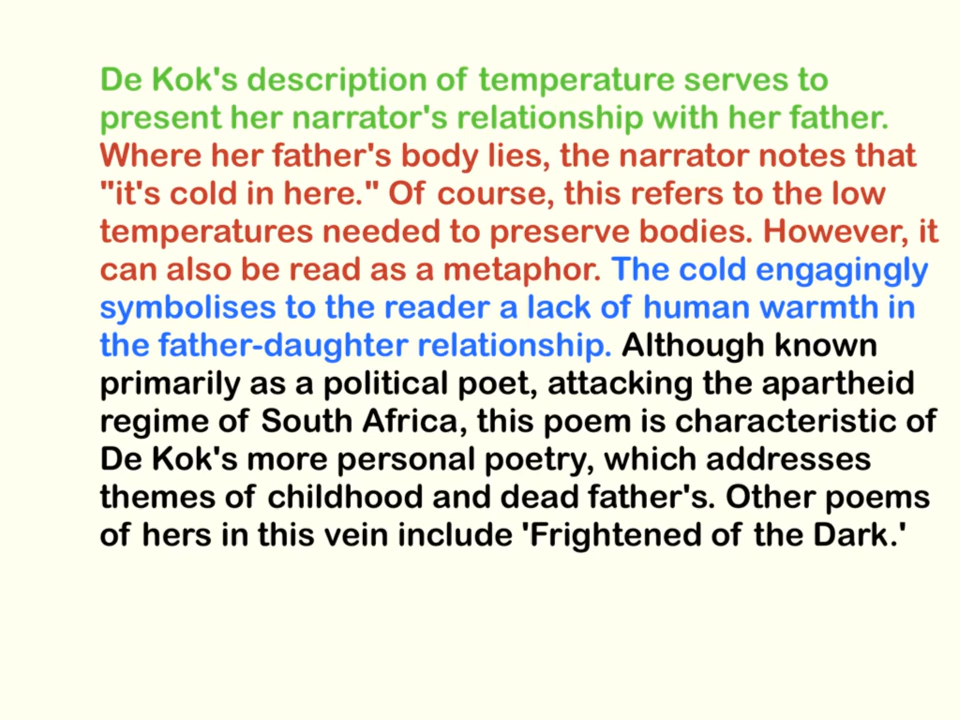 De Kok's description of temperature serves to
present her narrator's relationship with her father.
Where her father's body lies, the narrator notes that
"it's cold in here." Of course, this refers to the low
temperatures needed to preserve bodies. However, it
can also be read as a metaphor. The cold engagingly
symbolises to the reader a lack of human warmth in
the father-daughter relationship. Although known
primarily as a political poet, attacking the apartheid
regime of South Africa, this poem is characteristic of
De Kok's more personal poetry, which addresses
themes of childhood and dead father's. Other poems
of hers in this vein include 'Frightened of the Dark.'